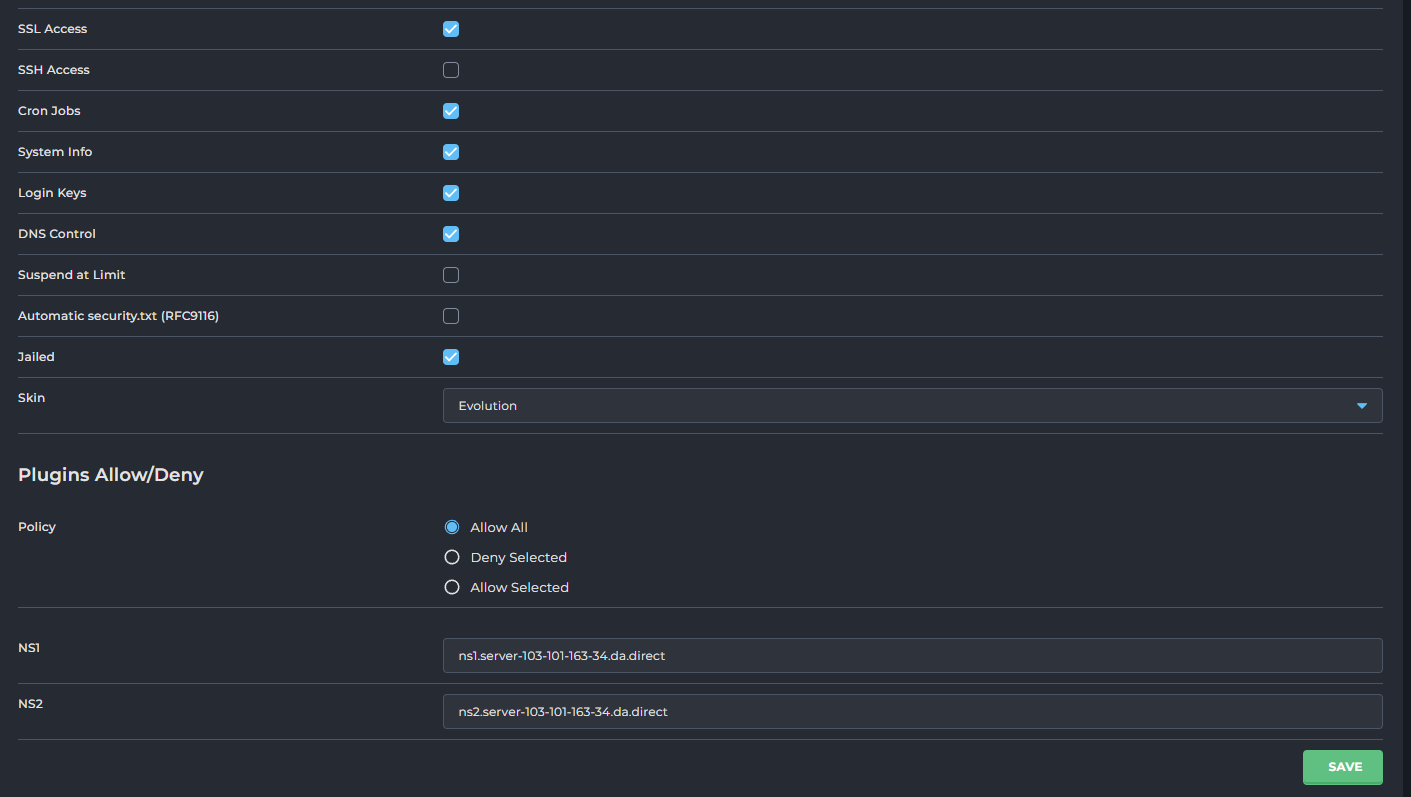 SSL Access
SSH Access
Cron Jobs
System Info
Login Keys
DNS Control
Suspend at Limit
Automatic security.txt (RFC9116)
Jailed
Skin
Evolution
Plugins Allow/Deny
Policy
Allow All
Deny Selected
Allow Selected
NS1
ns1.server-103-101-163-34.da.direct
NS2
ns2.server-103-101-163-34.da.direct
SAVE